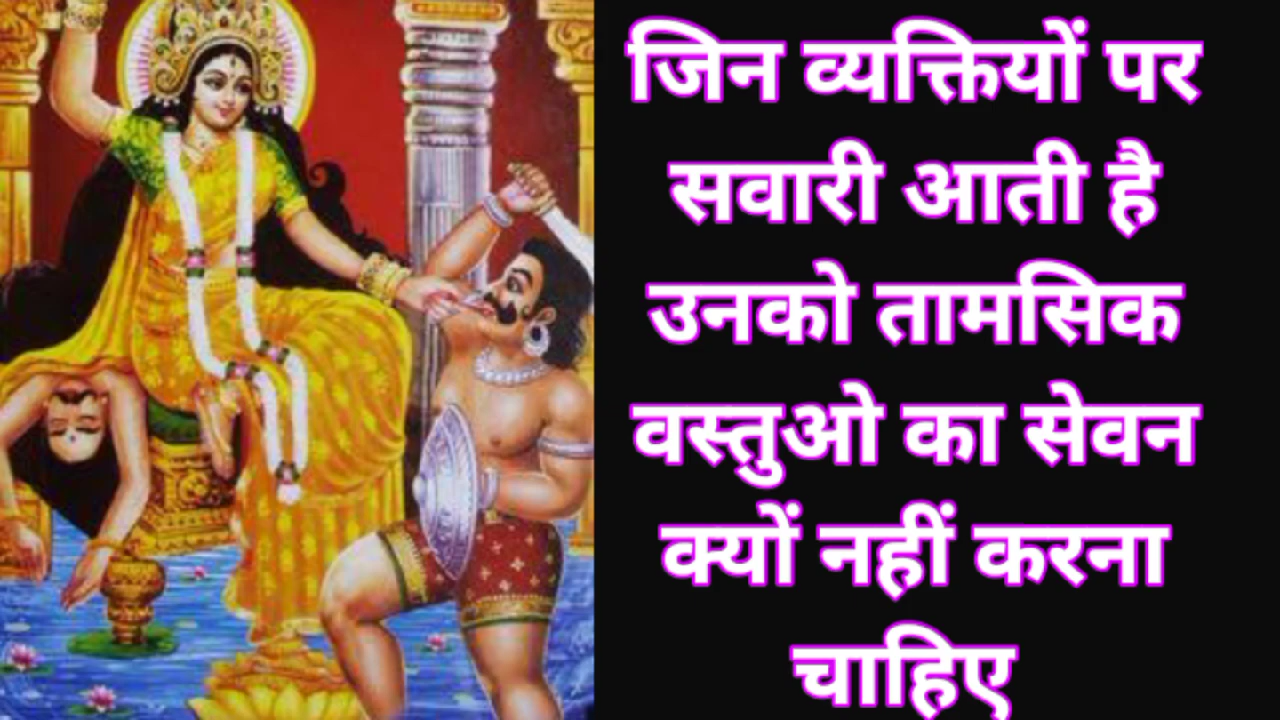 जिन व्यक्तियों पर
सवारी आती है
उनको तामसिक
वस्तुओ का सेवन
क्यों नहीं करना
चाहिए